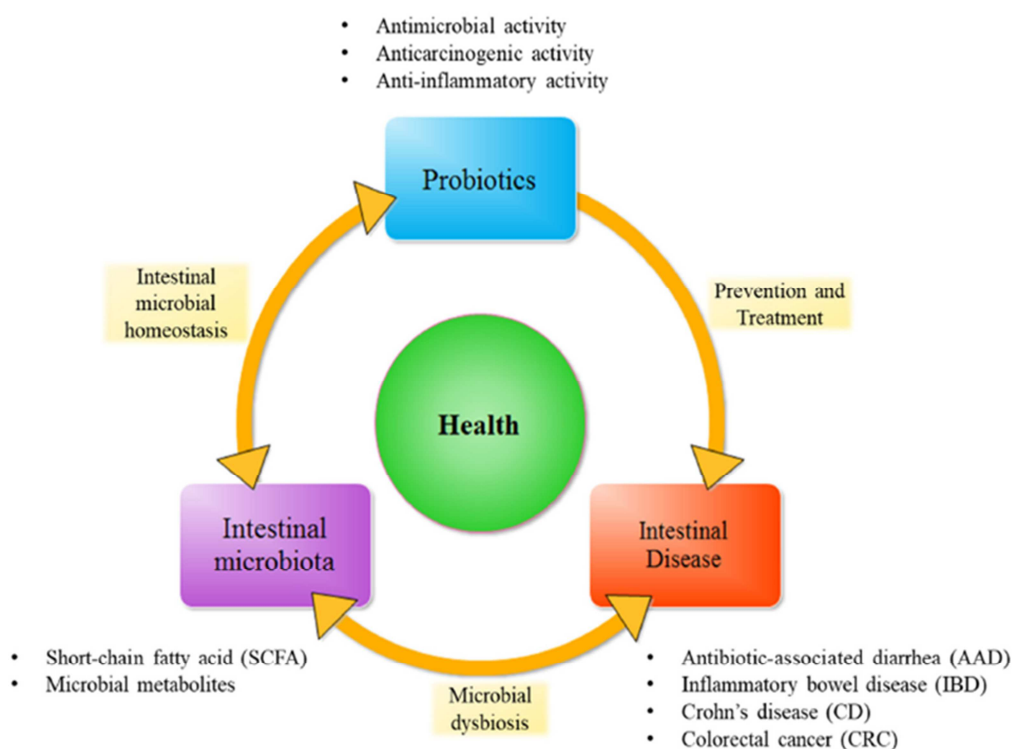 • Antimicrobial activity
• Anticarcinogenic activity
• Anti-inflammatory activity
Probiotics
Intestinal
microbial
homeostasis
Prevention and
Treatment
Health
Intestinal
microbiota
Intestinal
Disease
• Short-chain fatty acid (SCFA)
• Microbial metabolites
Microbial
dysbiosis
• Antibiotic-associated diarrhea (AAD)
• Inflammatory bowel disease (IBD)
• Crohn's disease (CD)
• Colorectal cancer (CRC)